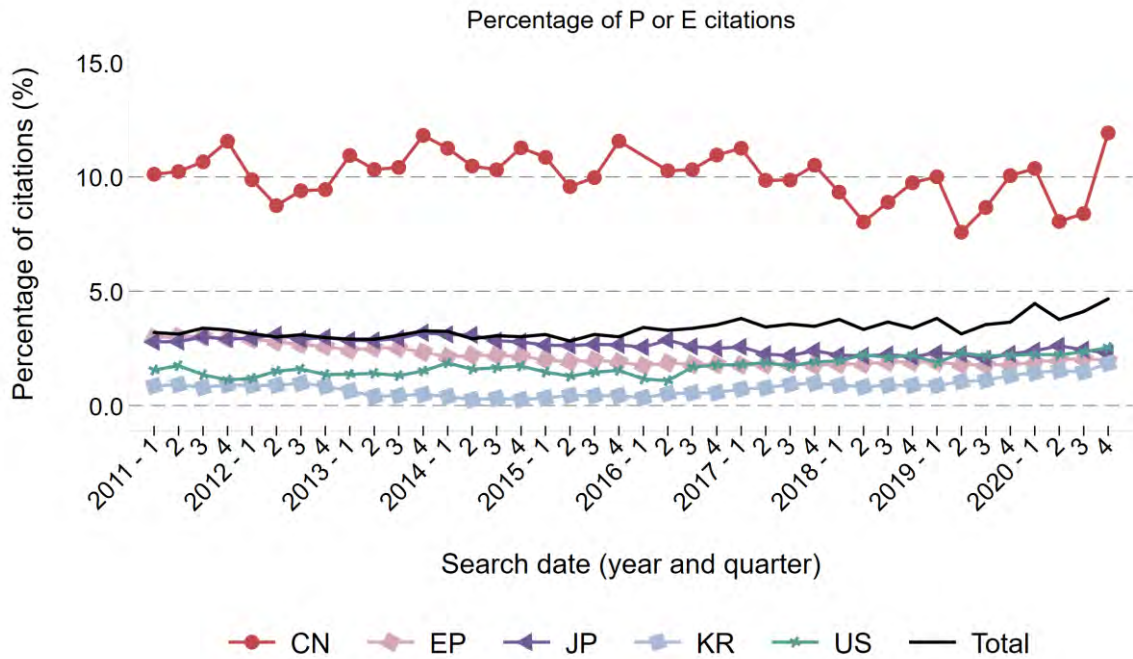 Percentage of P or E citations
Percentage of citations (%)
15.0
10.0
5.0
0.0
2011 - 1
2
3
4
2012 - 1
2
3
4
2013 - 1
2
3
4
2014 - 1
2
3
4
2015 - 1
2
3
4
2016 - 1
2
3
4
2017 - 1
2
3
4
2018 - 1
2
3
4
2019 - 1
2
3
4
2020 - 1
2
3
4
Search date (year and quarter)
CN EP JP KR US Total